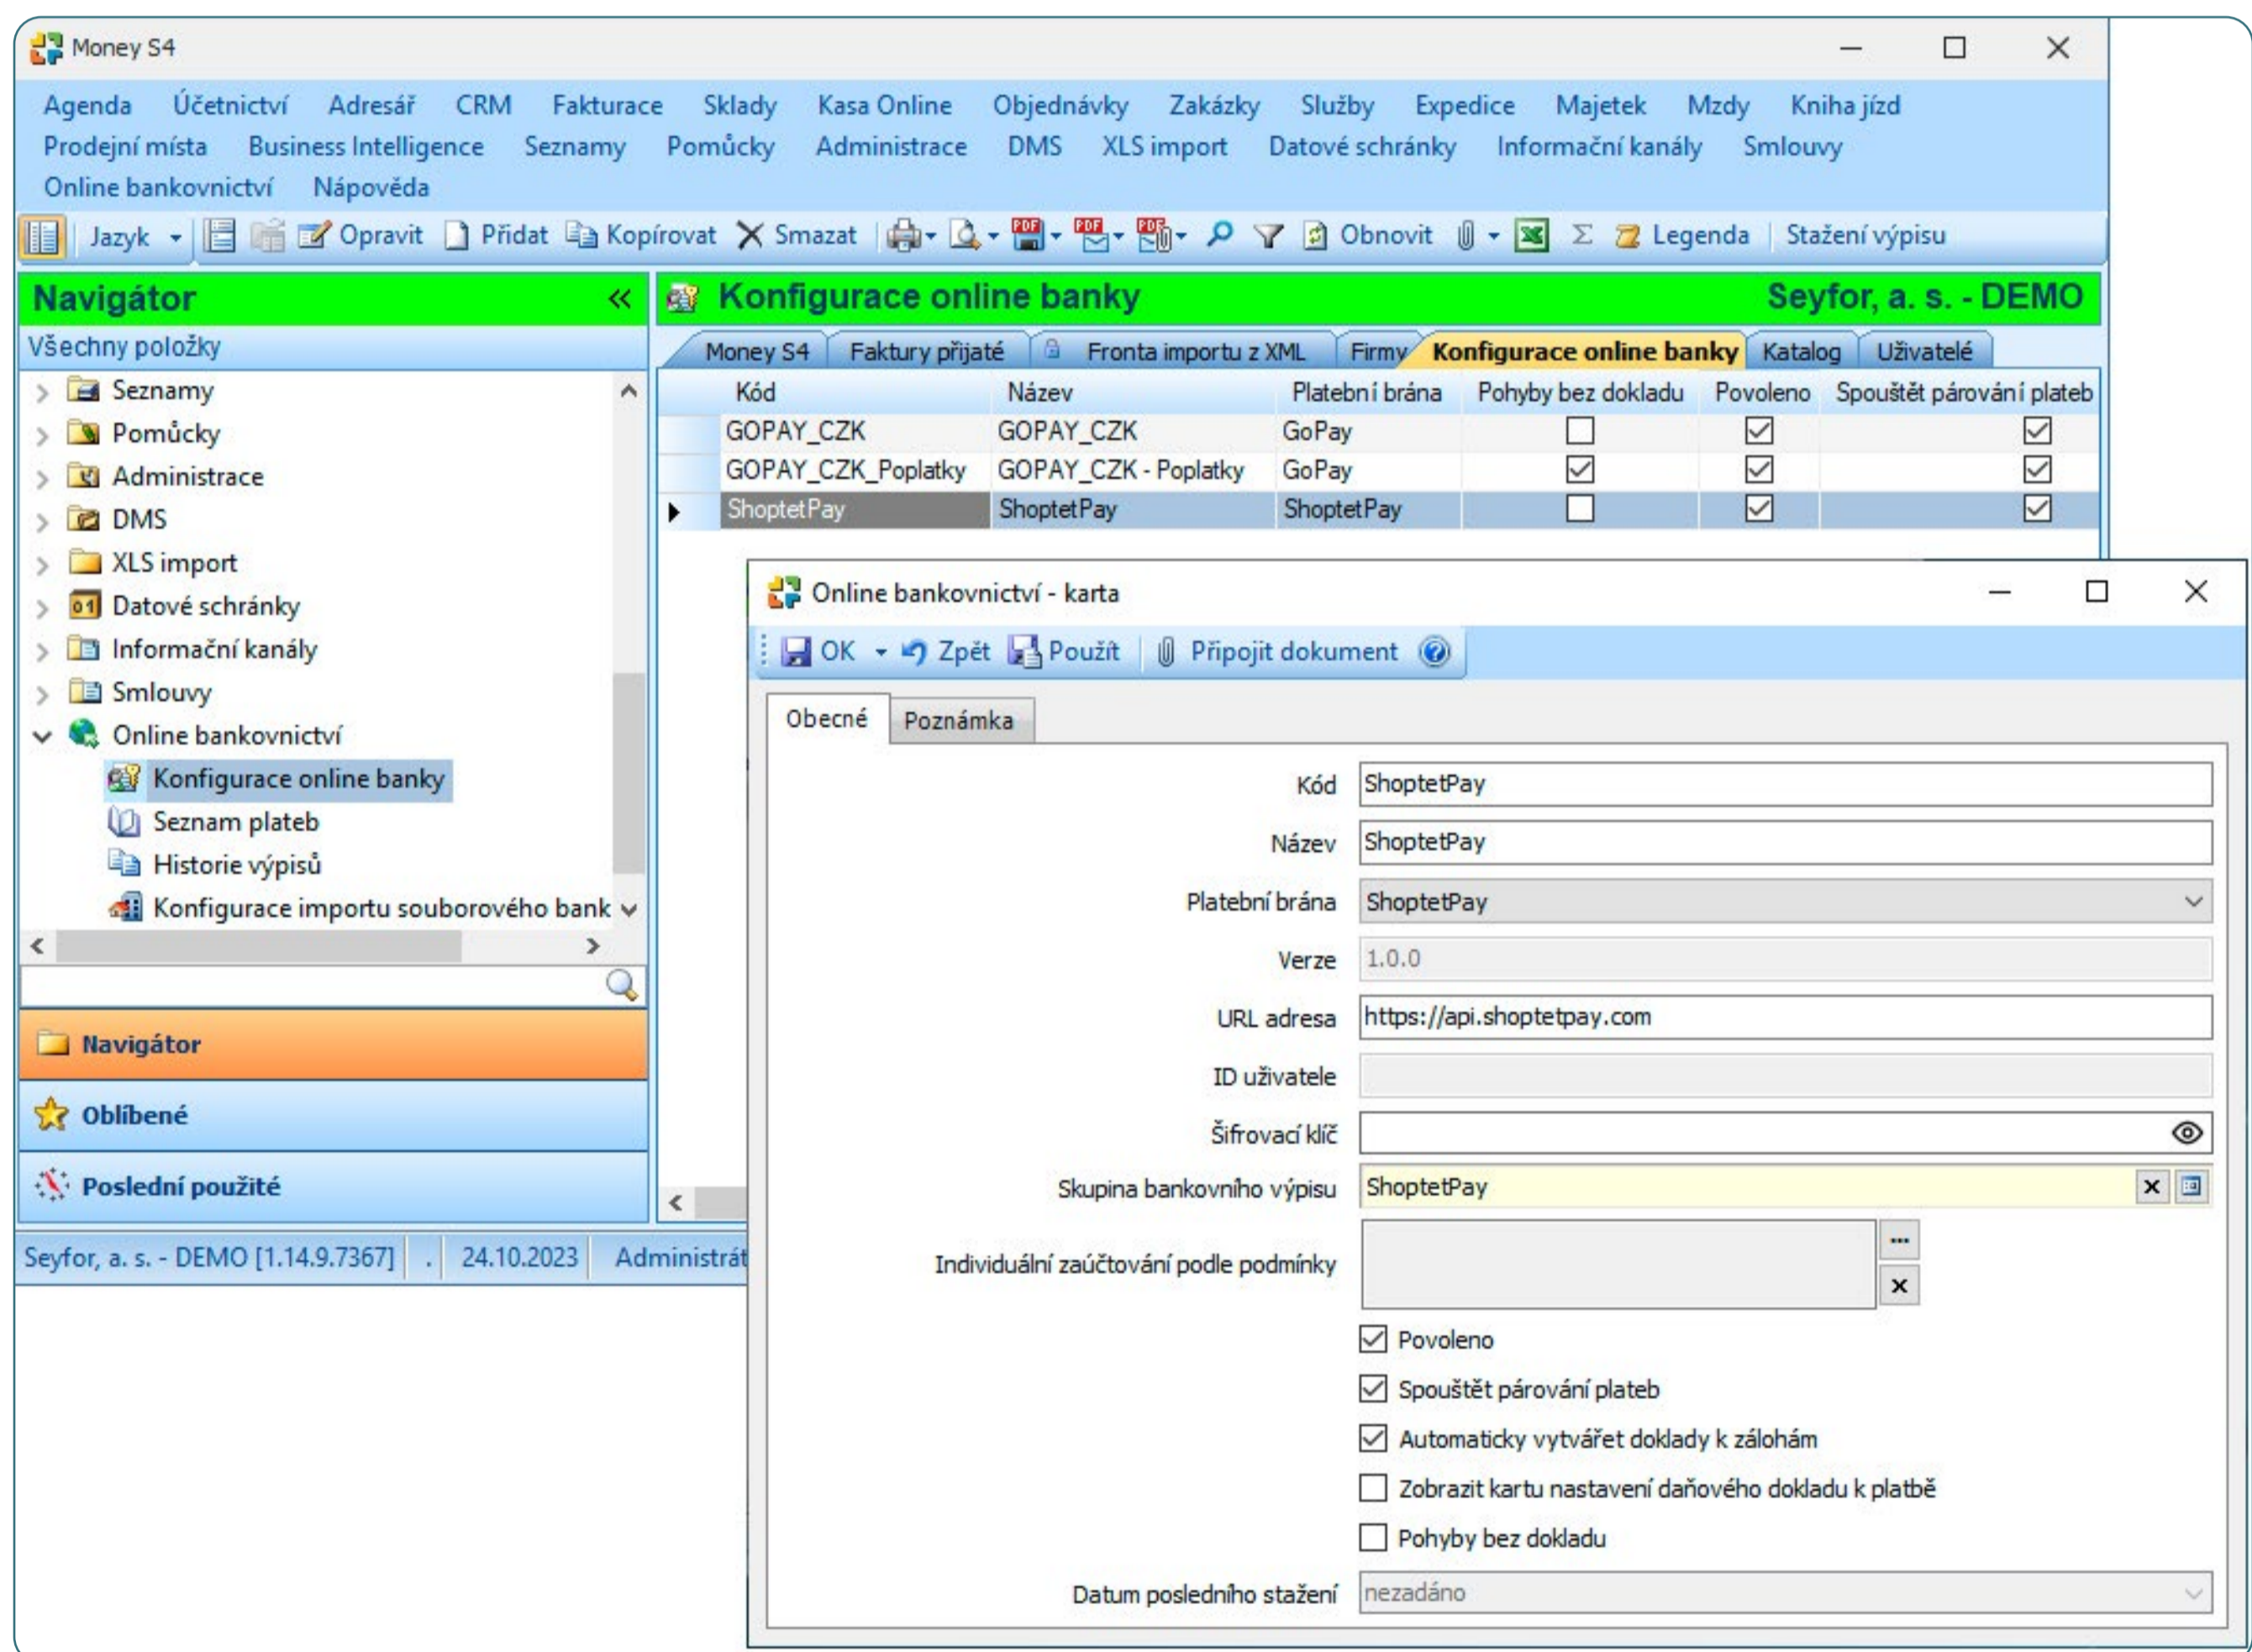 Money S4
Agenda Účetnictví Adresář CRM Fakturace Sklady Kasa Online Objednávky Zakázky Služby Expedice Majetek Mzdy Kniha jízd
Prodejní místa Business Intelligence Seznamy Pomůcky Administrace DMS XLS import Datové schránky Informační kanály Smlouvy
Online bankovnictví Nápověda
Jazyk Opravit Přidat Kopírovat Smazat PDF PDF PDF Obnovit Σ Legenda Stažení výpisu
Navigátor «
Všechny položky
Seznamy
Pomůcky
Administrace
DMS
XLS import
01 Datové schránky
Informační kanály
Smlouvy
Online bankovnictví
Konfigurace online banky
Seznam plateb
Historie výpisů
Konfigurace importu souborového bank
Navigátor
Oblíbené
Poslední použité
Konfigurace online banky Seyfor, a. s. - DEMO
Money S4 Faktury přijaté Fronta importu z XML Firmy Konfigurace online banky Katalog Uživatelé
Kód Název Platební brána Pohyby bez dokladu Povoleno Spouštět párování plateb
GOPAY_CZK GOPAY_CZK GoPay
GOPAY_CZK_Poplatky GOPAY_CZK - Poplatky GoPay
ShoptetPay ShoptetPay ShoptetPay
Seyfor, a. s. - DEMO [1.14.9.7367] . 24.10.2023 Administrát
Online bankovnictví - karta
OK Zpět Použít Připojit dokument
Obecné Poznámka
Kód ShoptetPay
Název ShoptetPay
Platební brána ShoptetPay
Verze 1.0.0
URL adresa https://api.shoptetpay.com
ID uživatele
Šifrovací klíč
Skupina bankovního výpisu ShoptetPay
Individuální zaúčtování podle podmínky ...
Povoleno
Spouštět párování plateb
Automaticky vytvářet doklady k zálohám
Zobrazit kartu nastavení daňového dokladu k platbě
Pohyby bez dokladu
Datum posledního stažení nezadáno